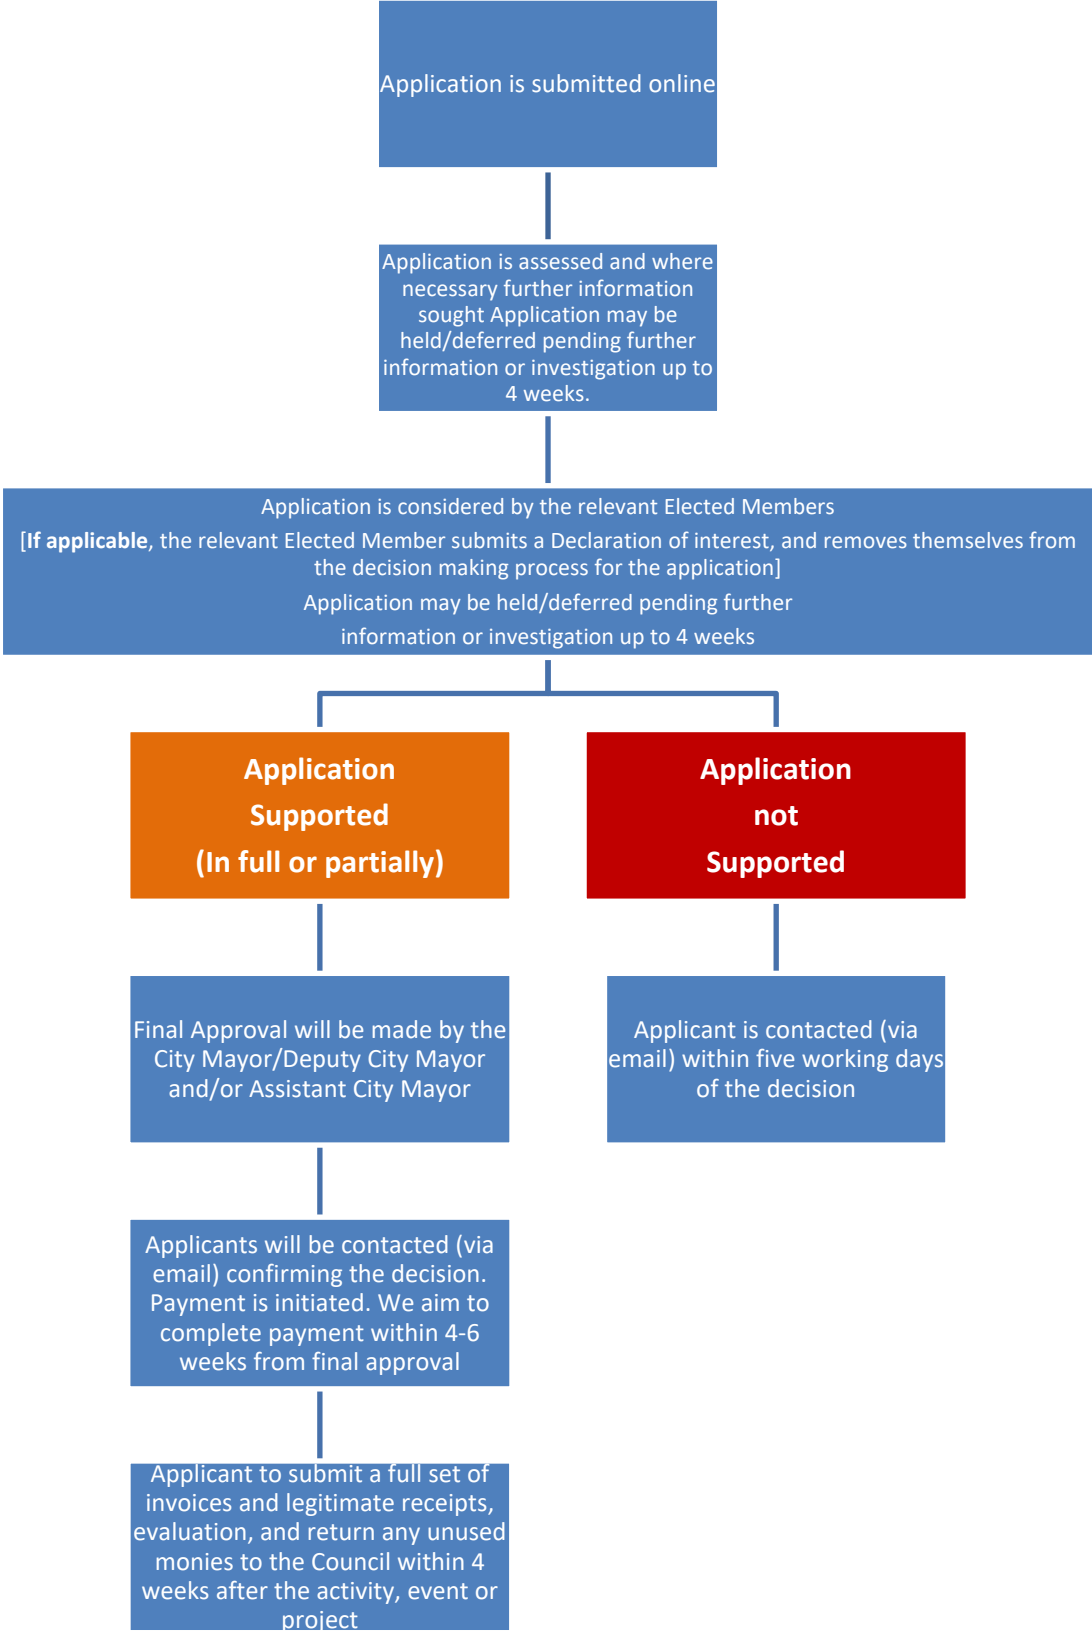 Application is submitted online
Application is assessed and where
necessary further information
sought Application may be
held/deferred pending further
information or investigation up to
4 weeks.
Application is considered by the relevant Elected Members
[If applicable, the relevant Elected Member submits a Declaration of interest, and removes themselves from
the decision making process for the application]
Application may be held/deferred pending further
information or investigation up to 4 weeks
Application
Supported
(In full or partially)
Application
not
Supported
Final Approval will be made by the
City Mayor/Deputy City Mayor
and/or Assistant City Mayor
Applicant is contacted (via
email) within five working days
of the decision
Applicants will be contacted (via
email) confirming the decision.
Payment is initiated. We aim to
complete payment within 4-6
weeks from final approval
Applicant to submit a full set of
invoices and legitimate receipts,
evaluation, and return any unused
monies to the Council within 4
weeks after the activity, event or
project